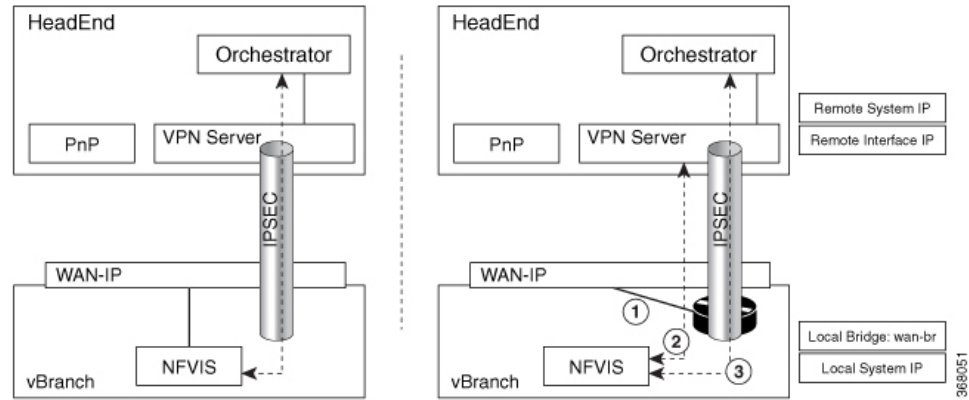 HeadEnd
Orchestrator
PnP
VPN Server
IPSEC
WAN-IP
NFVIS
vBranch
HeadEnd
Orchestrator
Remote System IP
PnP
VPN Server
Remote Interface IP
IPSEC
WAN-IP
1
2
Local Bridge: wan-br
NFVIS
3
Local System IP
vBranch
368051